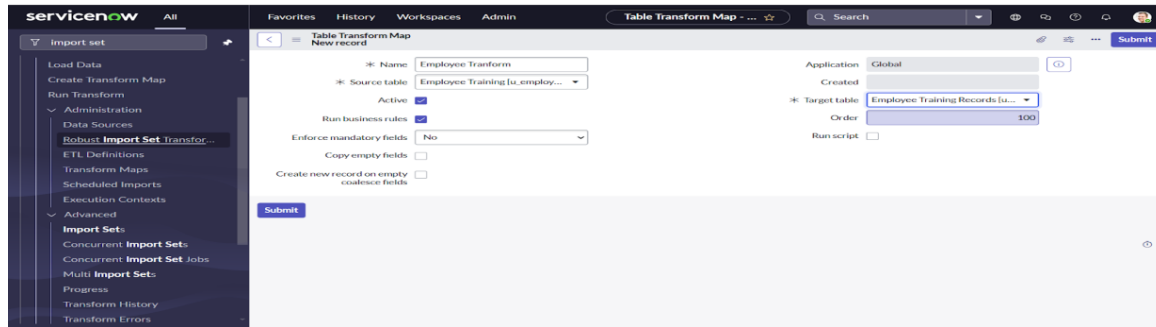 servicenow All Favorites History Workspaces Admin Table Transform Map - ... Search
import set
Table Transform Map
New record
Submit
Load Data
Create Transform Map
Run Transform
Administration
Data Sources
Robust Import Set Transfor...
ETL Definitions
Transform Maps
Scheduled Imports
Execution Contexts
Advanced
Import Sets
Concurrent Import Sets
Concurrent Import Set Jobs
Multi Import Sets
Progress
Transform History
Transform Errors
Name Employee Tranform
Source table Employee Training [u_employ...
Active
Run business rules
Enforce mandatory fields No
Copy empty fields
Create new record on empty
coalesce fields
Application Global
Created
Target table Employee Training Records [u...
Order 100
Run script
Submit